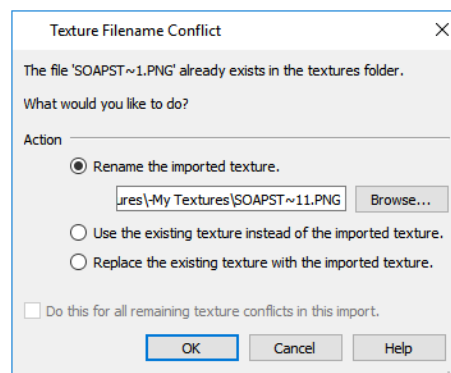 Texture Filename Conflict
The file 'SOAPST~1.PNG' already exists in the textures folder.
What would you like to do?
Action
Rename the imported texture.
ures\-My Textures\SOAPST~11.PNG Browse...
Use the existing texture instead of the imported texture.
Replace the existing texture with the imported texture.
Do this for all remaining texture conflicts in this import.
OK Cancel Help